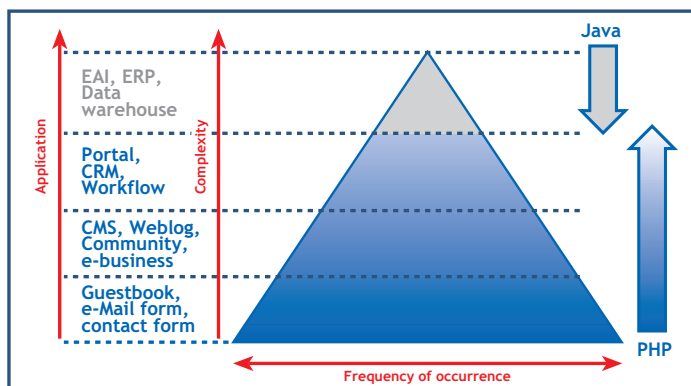 Java
EAI, ERP,
Data
warehouse
Application
Complexity
Portal,
CRM,
Workflow
CMS, Weblog,
Community,
e-business
Guestbook,
e-Mail form,
contact form
PHP
Frequency of occurrence